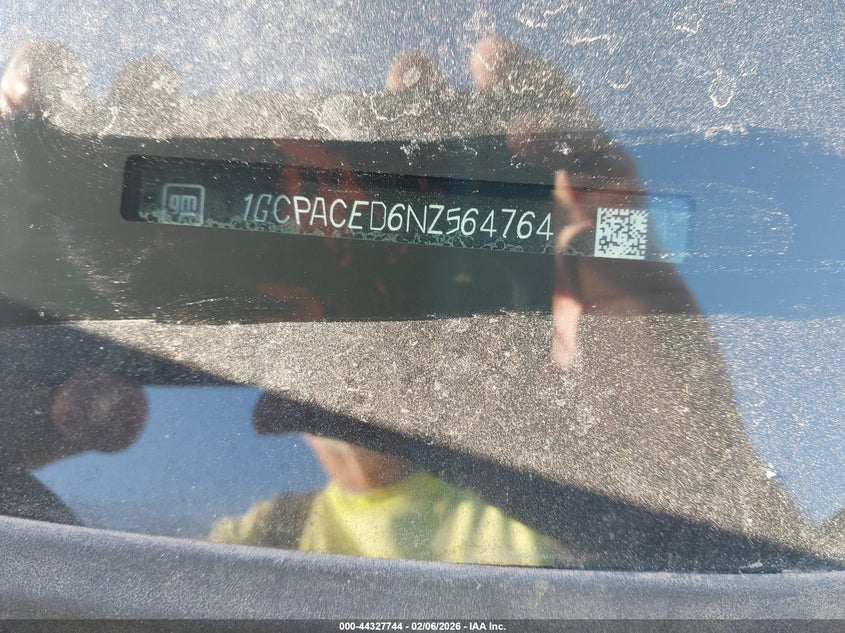 gm 1GCPACED6NZ564764
000-44327744 | 02/06/2026 - IAA Inc.